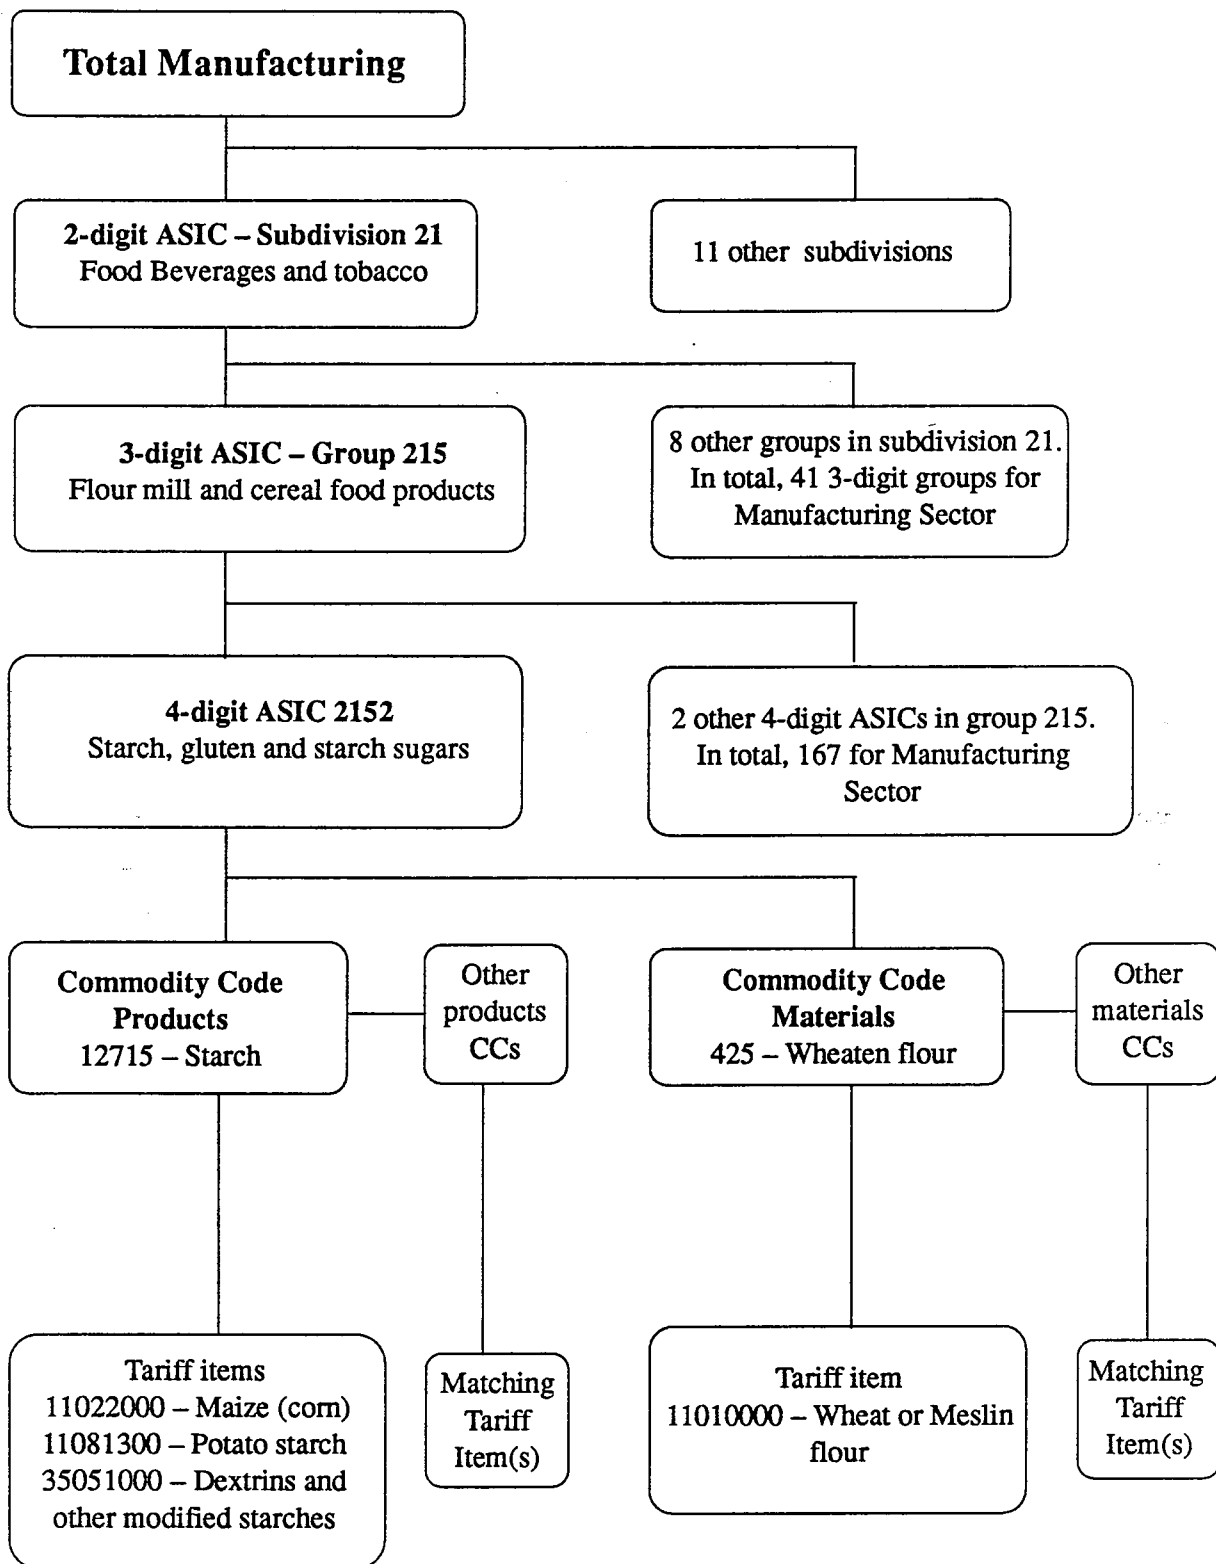 Total Manufacturing
2-digit ASIC – Subdivision 21
Food Beverages and tobacco
11 other subdivisions
3-digit ASIC – Group 215
Flour mill and cereal food products
8 other groups in subdivision 21.
In total, 41 3-digit groups for
Manufacturing Sector
4-digit ASIC 2152
Starch, gluten and starch sugars
2 other 4-digit ASICs in group 215.
In total, 167 for Manufacturing
Sector
Commodity Code
Products
12715 – Starch
Other
products
CCs
Commodity Code
Materials
425 – Wheaten flour
Other
materials
CCs
Tariff items
11022000 – Maize (corn)
11081300 – Potato starch
35051000 – Dextrins and
other modified starches
Matching
Tariff
Item(s)
Tariff item
11010000 – Wheat or Meslin
flour
Matching
Tariff
Item(s)